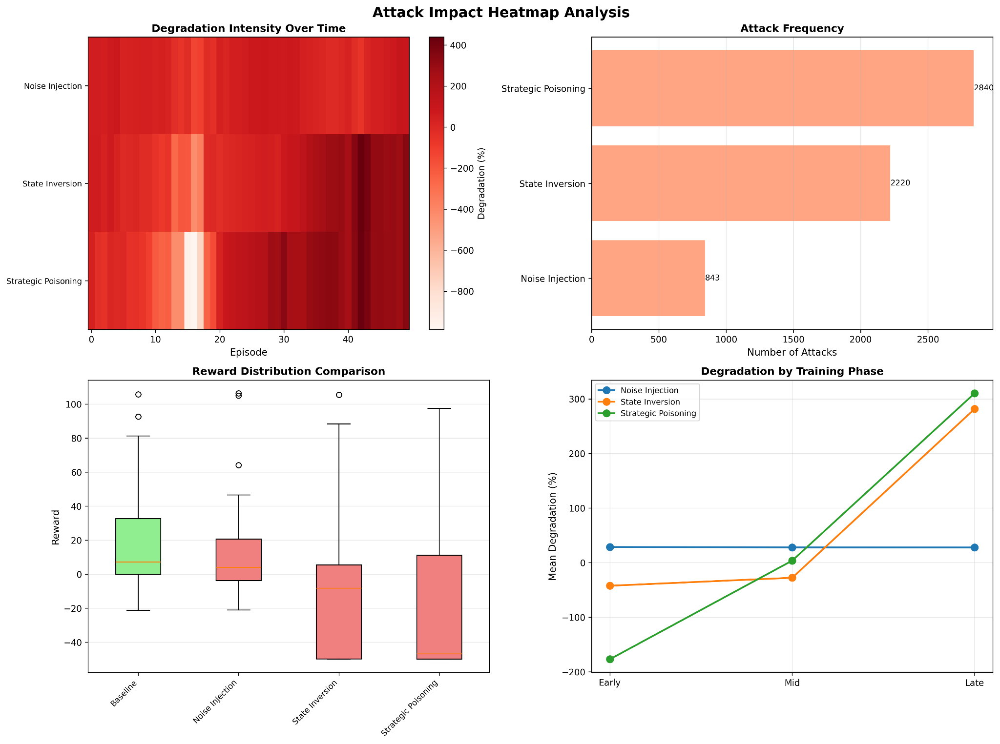 Attack Impact Heatmap Analysis
Degradation Intensity Over Time
Noise Injection
State Inversion
Strategic Poisoning
0
10
20
30
40
Episode
400
200
0
−200
−400
−600
−800
Degradation (%)
Attack Frequency
Strategic Poisoning
State Inversion
Noise Injection
2840
2220
843
0
500
1000
1500
2000
2500
Number of Attacks
Reward Distribution Comparison
Reward
100
80
60
40
20
0
−20
−40
Baseline
Noise Injection
State Inversion
Strategic Poisoning
Degradation by Training Phase
Noise Injection
State Inversion
Strategic Poisoning
Mean Degradation (%)
300
200
100
0
−100
−200
Early
Mid
Late